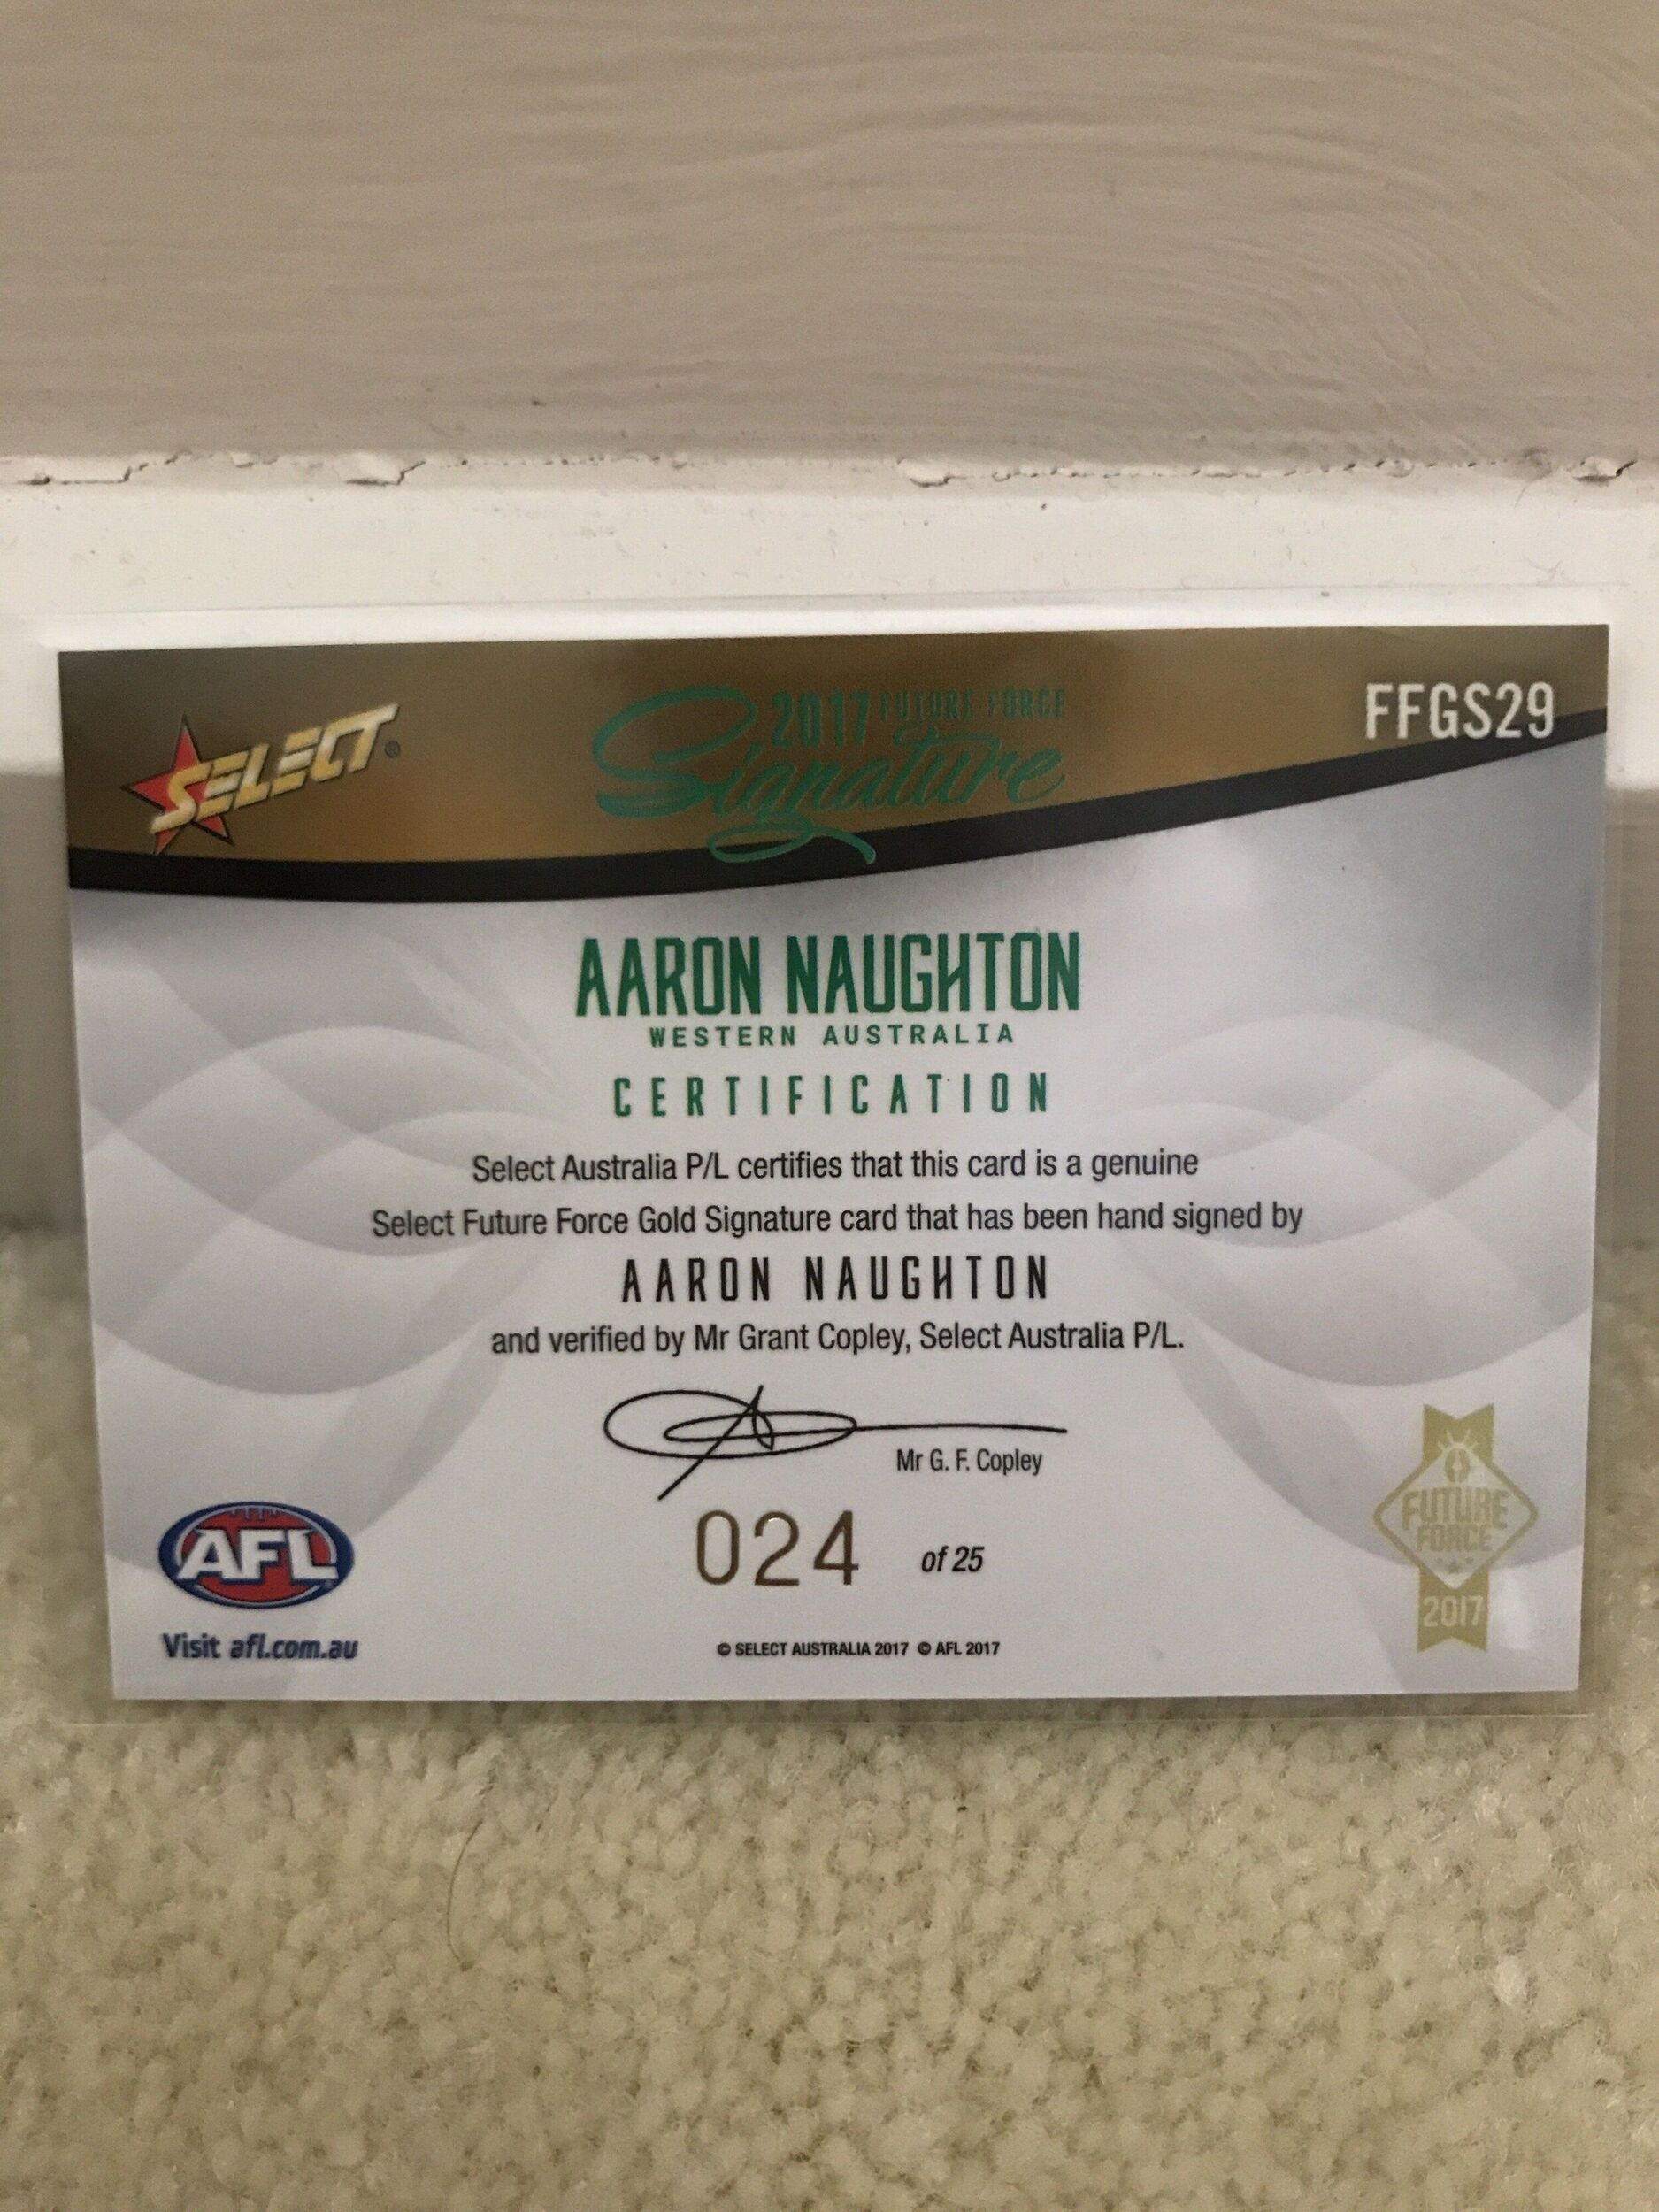 SELECT®
2017 FUTURE FORCE
Signature
FFGS29
AARON NAUGHTON
WESTERN AUSTRALIA
CERTIFICATION
Select Australia P/L certifies that this card is a genuine
Select Future Force Gold Signature card that has been hand signed by
AARON NAUGHTON
and verified by Mr Grant Copley, Select Australia P/L.
Mr G. F. Copley
024 of 25
AFL
Visit afl.com.au
© SELECT AUSTRALIA 2017 © AFL 2017
FUTURE
FORCE
2017